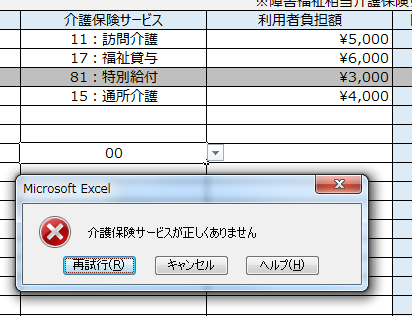 ※障害福祉相当介護保険
介護保険サービス 利用者負担額
11：訪問介護 ¥5,000
17：福祉貸与 ¥6,000
81：特別給付 ¥3,000
15：通所介護 ¥4,000
00
Microsoft Excel
介護保険サービスが正しくありません
再試行(R) キャンセル ヘルプ(H)